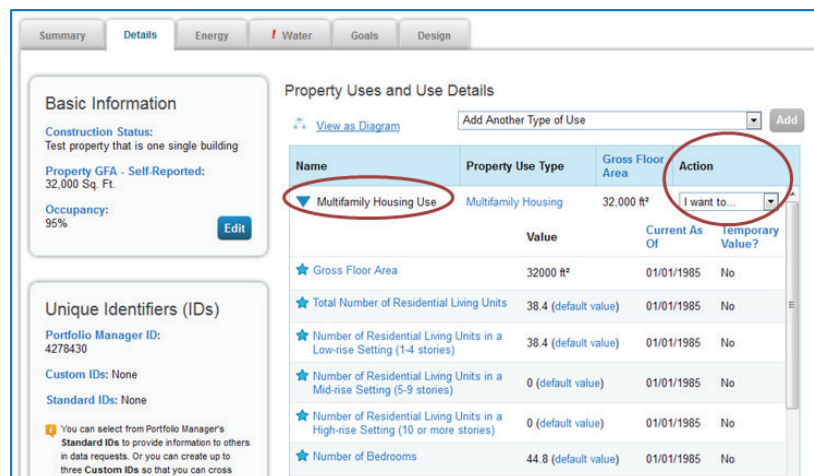 Summary
Details
Energy
! Water
Goals
Design
Basic Information
Construction Status:
Test property that is one single building
Property GFA - Self-Reported:
32,000 Sq. Ft.
Occupancy:
95%
Edit
Unique Identifiers (IDs)
Portfolio Manager ID:
4278430
Custom IDs: None
Standard IDs: None
You can select from Portfolio Manager's
Standard IDs to provide information to others
in data requests. Or you can create up to
three Custom IDs so that you can cross
Property Uses and Use Details
View as Diagram
Add Another Type of Use
Add
Name
Property Use Type
Gross Floor
Area
Action
Multifamily Housing Use
Multifamily Housing
32,000 ft²
I want to...
Value
Current As
Of
Temporary
Value?
Gross Floor Area
32000 ft²
01/01/1985
No
Total Number of Residential Living Units
38.4 (default value)
01/01/1985
No
Number of Residential Living Units in a
Low-rise Setting (1-4 stories)
38.4 (default value)
01/01/1985
No
Number of Residential Living Units in a
Mid-rise Setting (5-9 stories)
0 (default value)
01/01/1985
No
Number of Residential Living Units in a
High-rise Setting (10 or more stories)
0 (default value)
01/01/1985
No
Number of Bedrooms
44.8 (default value)
01/01/1985
No